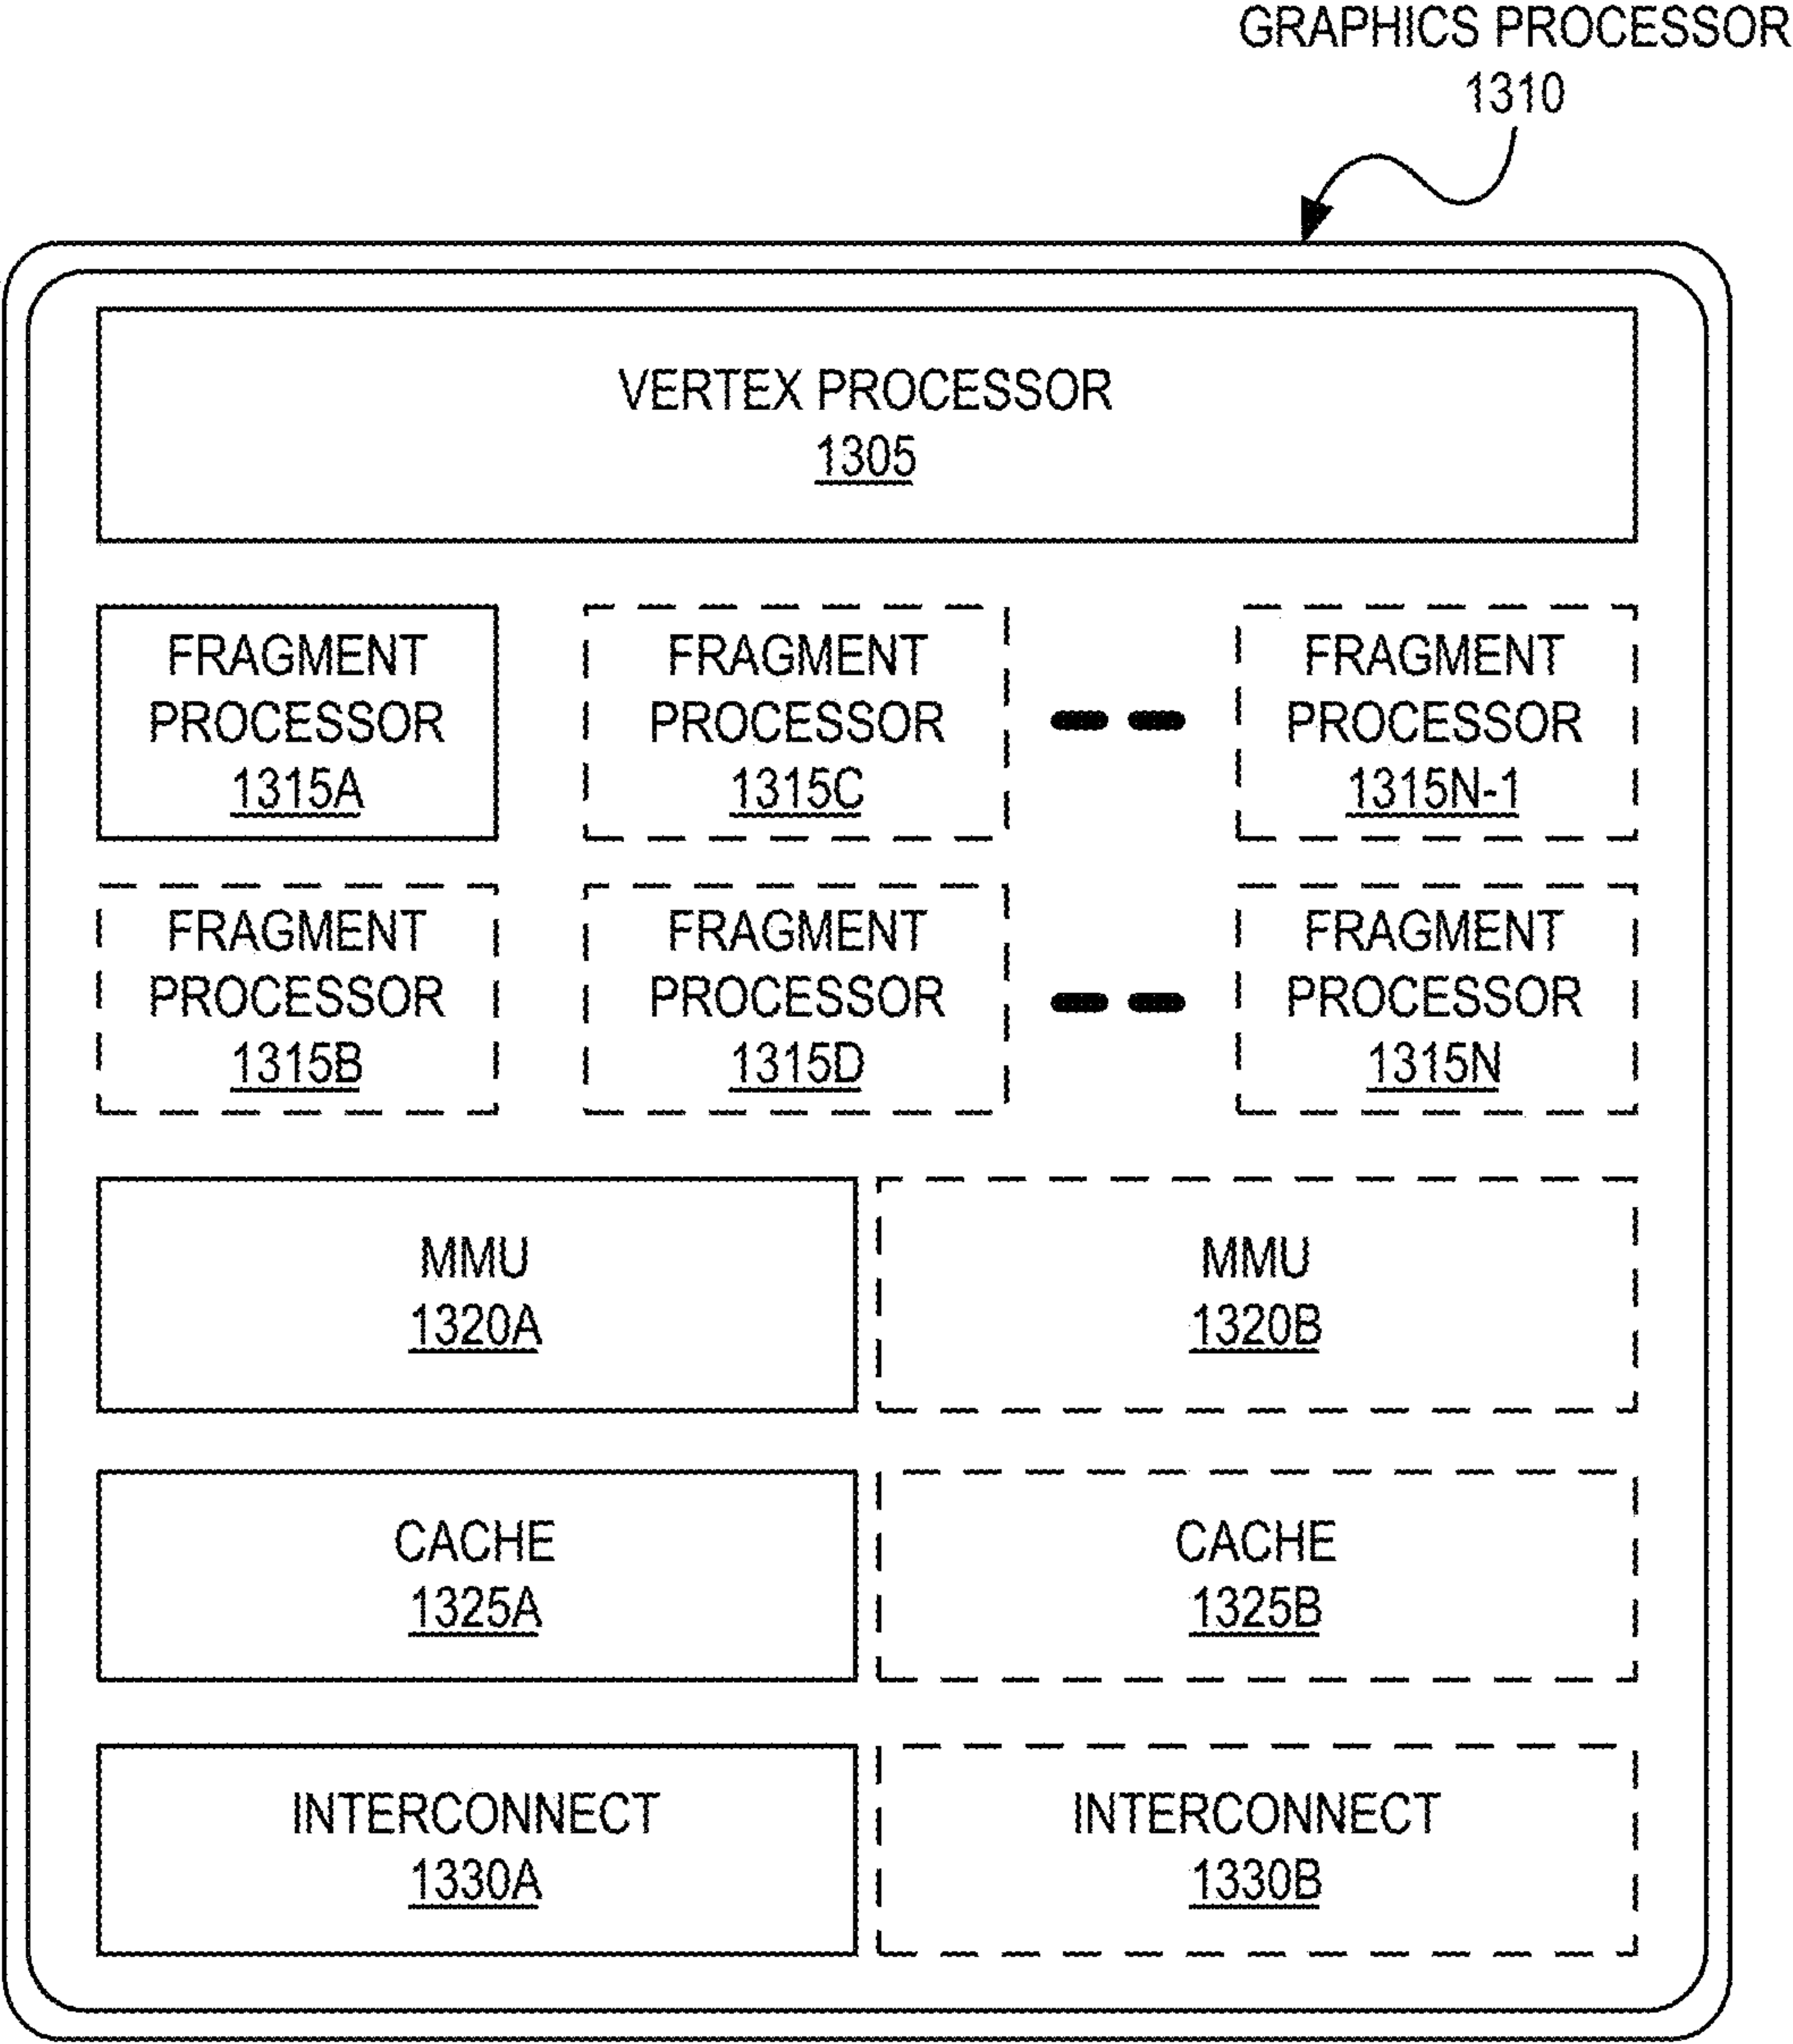 GRAPHICS PROCESSOR
1310
VERTEX PROCESSOR
1305
FRAGMENT
PROCESSOR
1315A
FRAGMENT
PROCESSOR
1315C
FRAGMENT
PROCESSOR
1315N-1
FRAGMENT
PROCESSOR
1315B
FRAGMENT
PROCESSOR
1315D
FRAGMENT
PROCESSOR
1315N
MMU
1320A
MMU
1320B
CACHE
1325A
CACHE
1325B
INTERCONNECT
1330A
INTERCONNECT
1330B